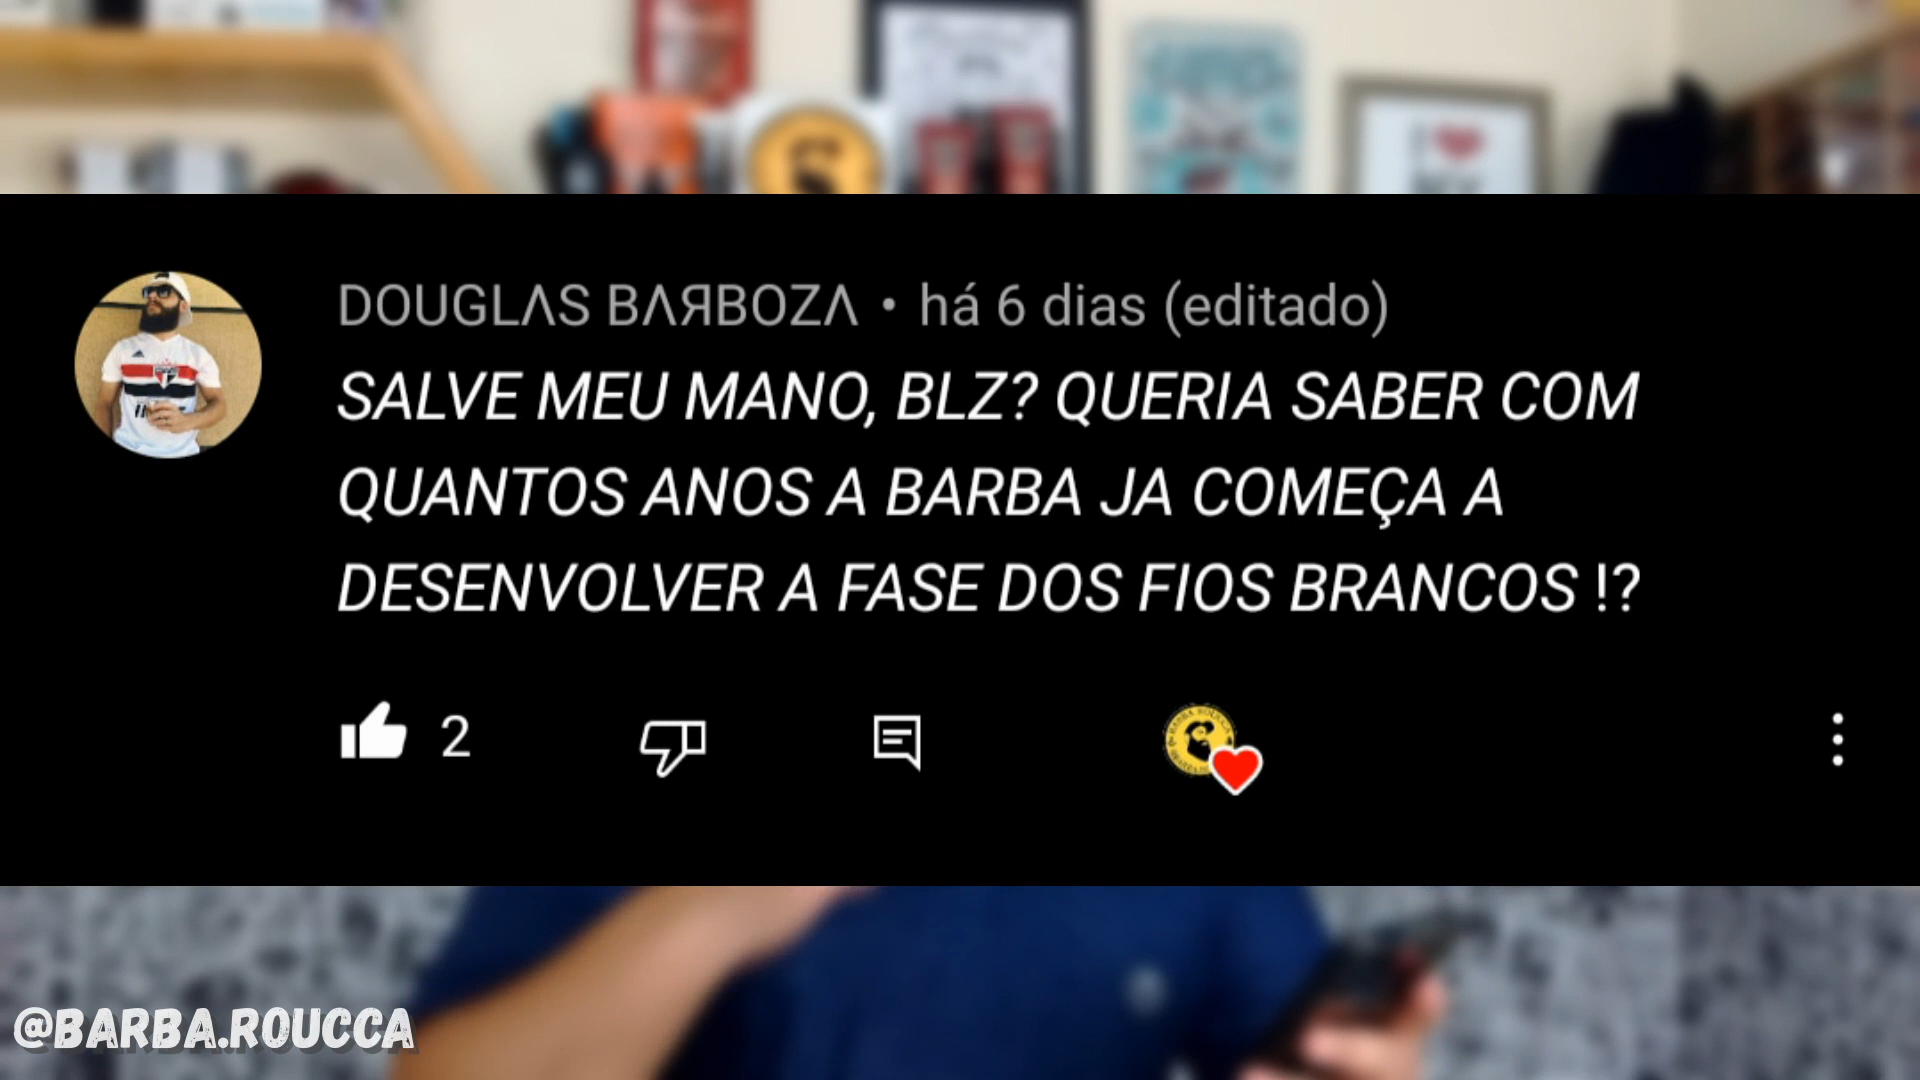 DOUGLΛS BΛЯBOZΛ • há 6 dias (editado)
SALVE MEU MANO, BLZ? QUERIA SABER COM
QUANTOS ANOS A BARBA JA COMEÇA A
DESENVOLVER A FASE DOS FIOS BRANCOS !?
2
@BARBA.ROUCCA